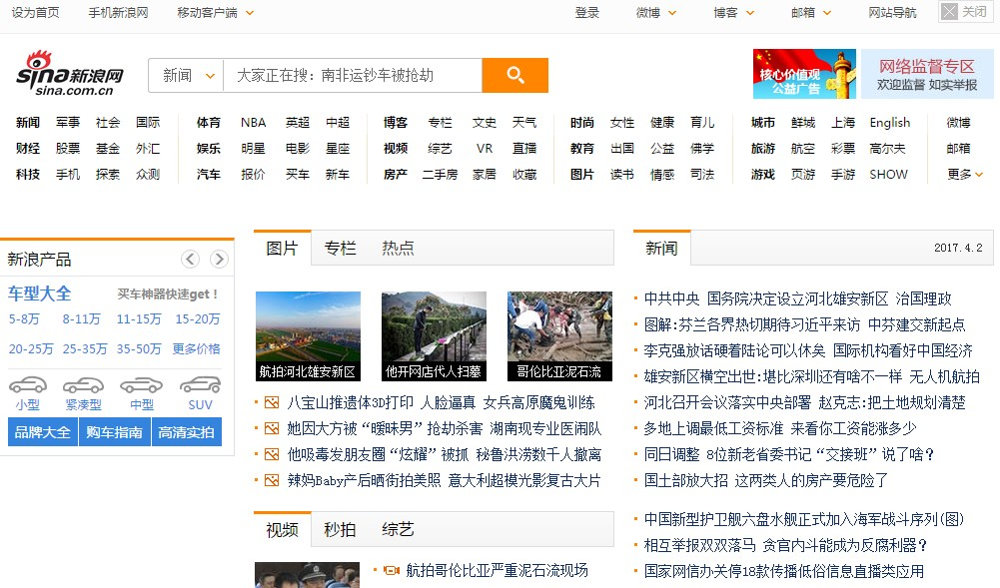 设为首页 手机新浪网 移动客户端 登录 微博 博客 邮箱 网站导航 关闭
sina新浪网
sina.com.cn
新闻 大家正在搜：南非运钞车被抢劫
核心价值观
公益广告
网络监督专区
欢迎监督 如实举报
新闻 军事 社会 国际 体育 NBA 英超 中超 博客 专栏 文史 天气 时尚 女性 健康 育儿 城市 鲜城 上海 English 微博
财经 股票 基金 外汇 娱乐 明星 电影 星座 视频 综艺 VR 直播 教育 出国 公益 佛学 旅游 航空 彩票 高尔夫 邮箱
科技 手机 探索 众测 汽车 报价 买车 新车 房产 二手房 家居 收藏 图片 读书 情感 司法 游戏 页游 手游 SHOW 更多
新浪产品
车型大全 买车神器快速get！
5-8万 8-11万 11-15万 15-20万
20-25万 25-35万 35-50万 更多价格
小型 紧凑型 中型 SUV
品牌大全 购车指南 高清实拍
图片 专栏 热点
航拍河北雄安新区 他开网店代人扫墓 哥伦比亚泥石流
八宝山推遗体3D打印 人脸逼真 女兵高原魔鬼训练
她因大方被“暧昧男”抢劫杀害 湖南现专业医闹队
他吸毒发朋友圈“炫耀”被抓 秘鲁洪涝数千人撤离
辣妈Baby产后晒街拍美照 意大利超模光影复古大片
视频 秒拍 综艺
航拍哥伦比亚严重泥石流现场
新闻 2017.4.2
中共中央 国务院决定设立河北雄安新区 治国理政
图解:芬兰各界热切期待习近平来访 中芬建交新起点
李克强放话硬着陆论可以休矣 国际机构看好中国经济
雄安新区横空出世:堪比深圳还有啥不一样 无人机航拍
河北召开会议落实中央部署 赵克志:把土地规划清楚
多地上调最低工资标准 来看你工资能涨多少
同日调整 8位新老省委书记“交接班”说了啥？
国土部放大招 这两类人的房产要危险了
中国新型护卫舰六盘水舰正式加入海军战斗序列(图)
相互举报双双落马 贪官内斗能成为反腐利器？
国家网信办关停18款传播低俗信息直播类应用